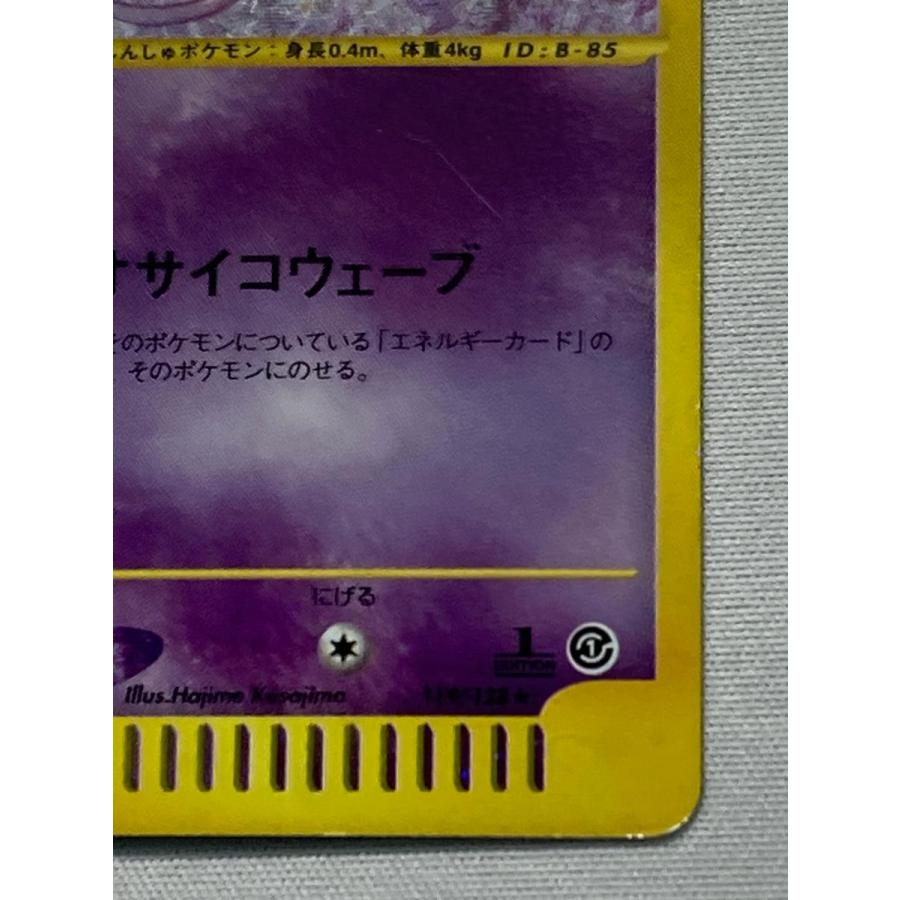 んしゅポケモン：身長0.4m、体重4kg ID:B-85
サイコウェーブ
そのポケモンについている「エネルギーカード」の
そのポケモンにのせる。
にげる
1
EDITION
1
Illus.Hajime Kusajima